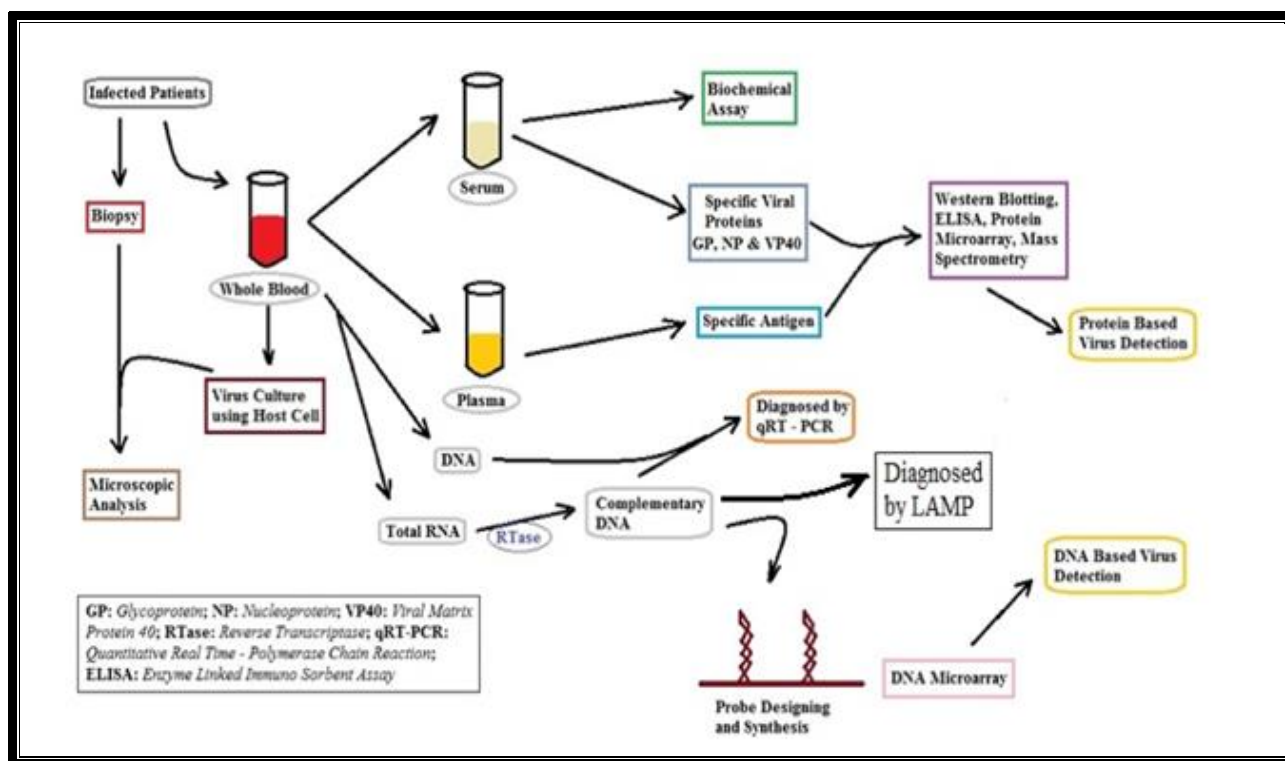 Infected Patients
Biopsy
Whole Blood
Virus Culture
using Host Cell
Microscopic
Analysis
Serum
Plasma
Biochemical
Assay
Specific Viral
Proteins
GP, NP & VP40
Specific Antigen
Western Blotting,
ELISA, Protein
Microarray, Mass
Spectrometry
Protein Based
Virus Detection
DNA
Total RNA
RTase
Complementary
DNA
Diagnosed by
qRT - PCR
Diagnosed
by LAMP
Probe Designing
and Synthesis
DNA Microarray
DNA Based Virus
Detection
GP: Glycoprotein; NP: Nucleoprotein; VP40: Viral Matrix
Protein 40; RTase: Reverse Transcriptase; qRT-PCR:
Quantitative Real Time - Polymerase Chain Reaction;
ELISA: Enzyme Linked Immuno Sorbent Assay